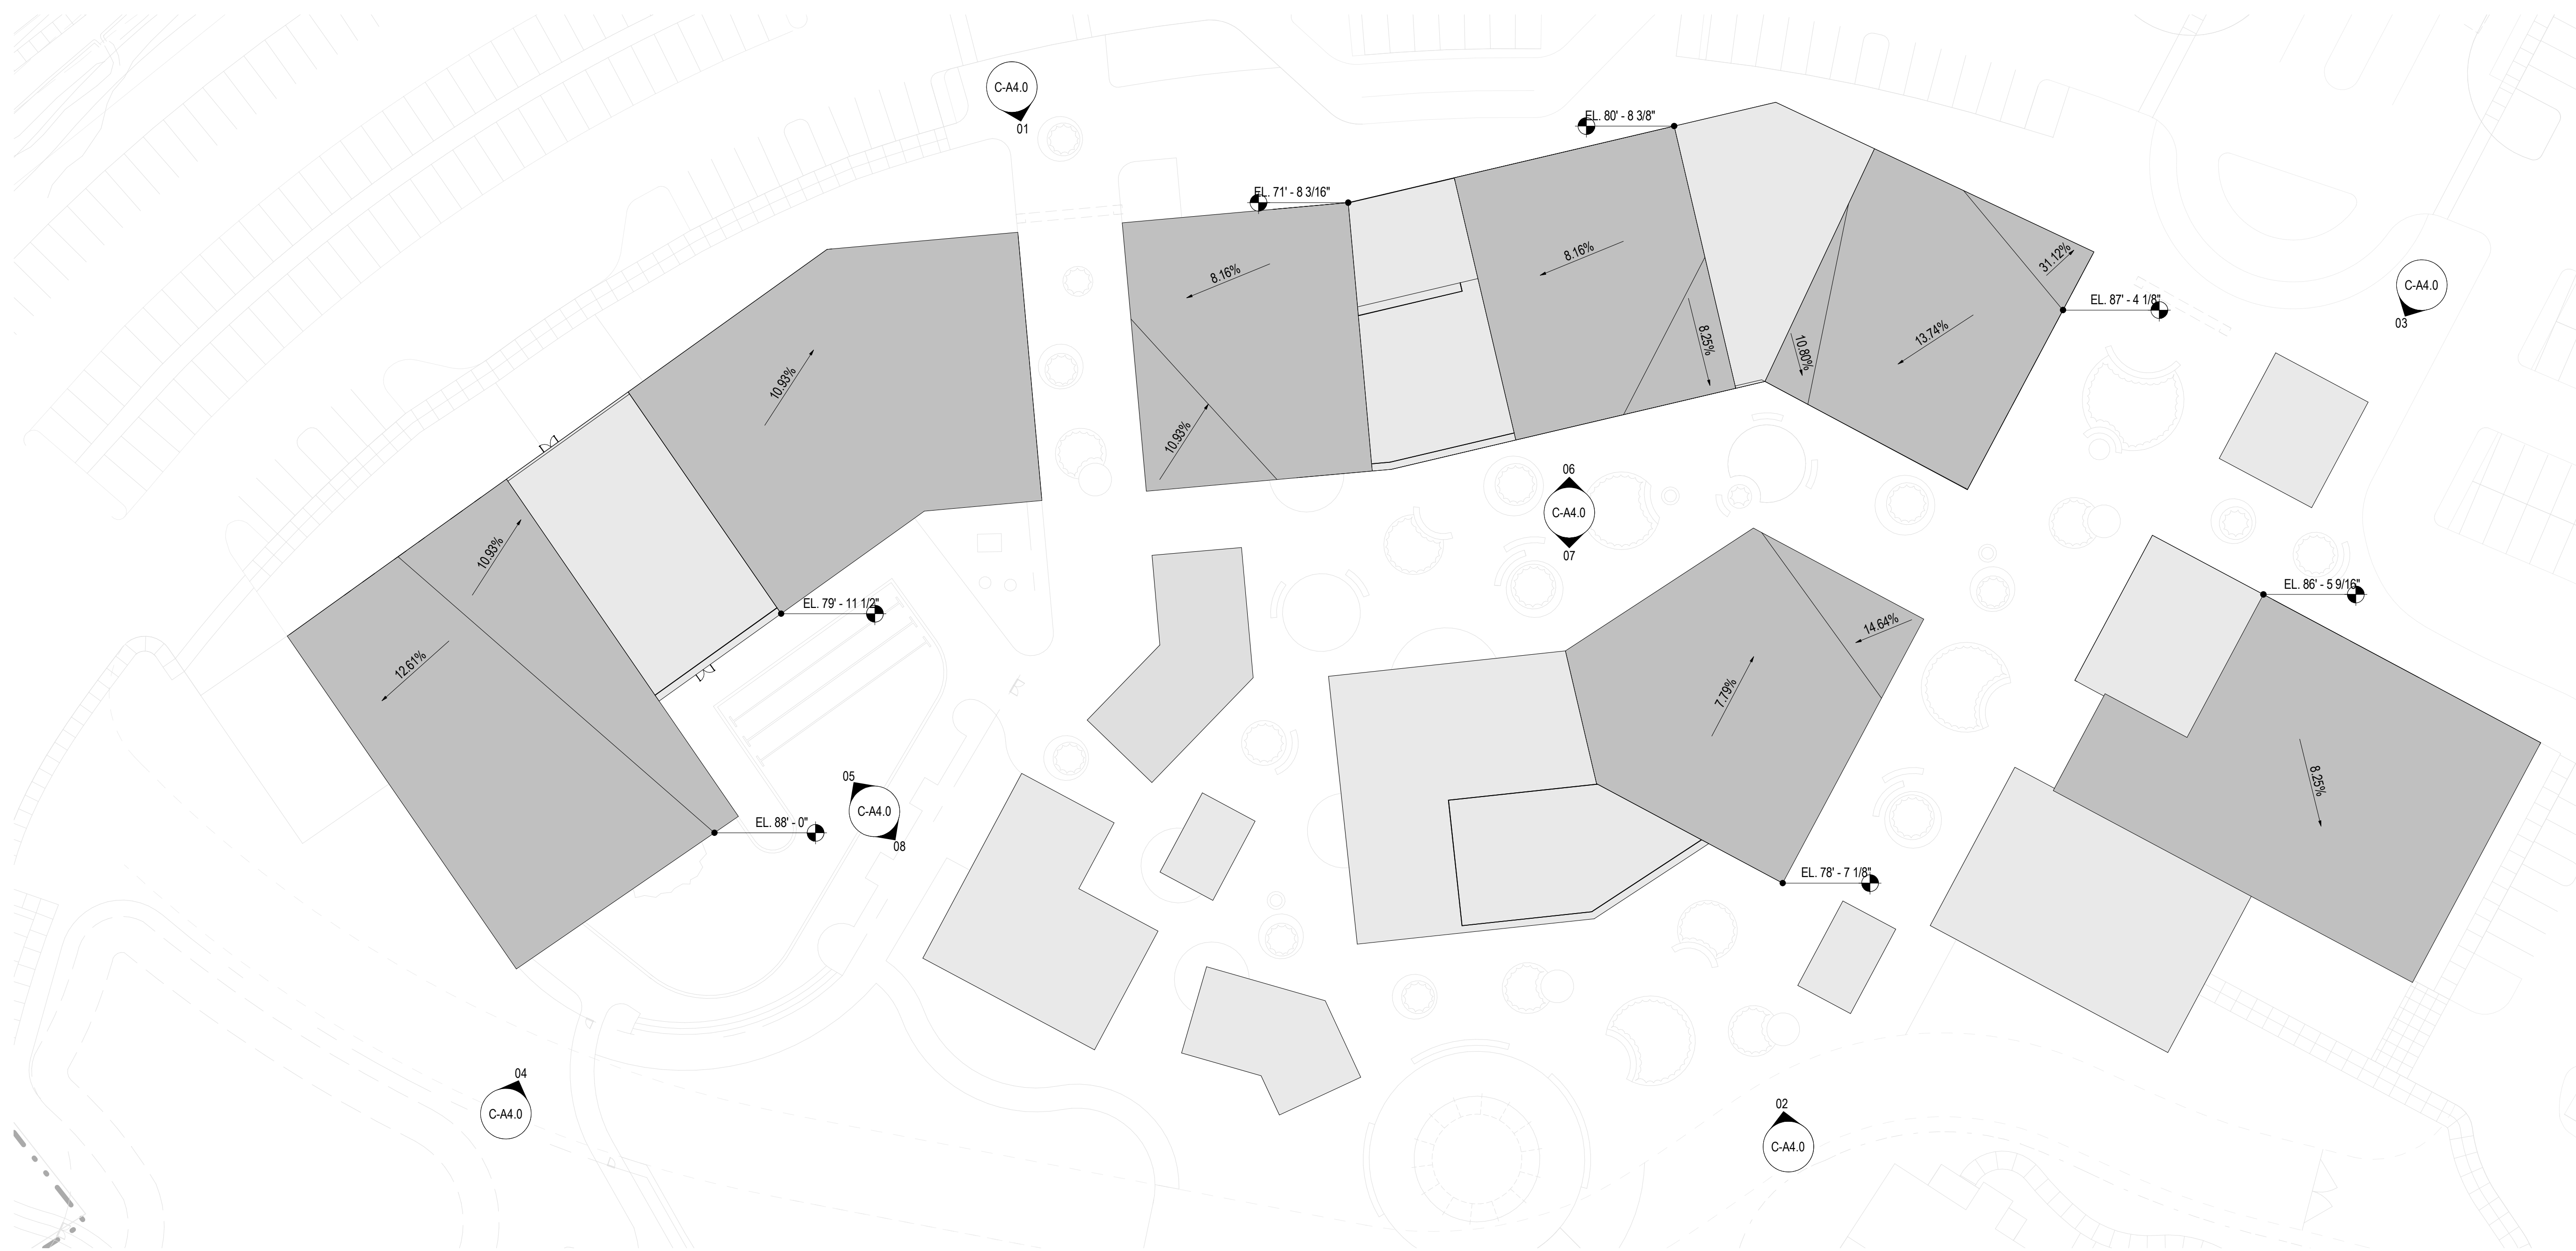 C-A4.0
01
EL. 80' - 8 3/8"
EL. 71' - 8 3/16"
8.16%
8.16%
31.12%
C-A4.0
03
EL. 87' - 4 1/8"
13.74%
8.25%
10.80%
10.93%
10.93%
06
C-A4.0
07
10.93%
EL. 86' - 5 9/16"
EL. 79' - 11 1/2"
14.64%
12.61%
7.79%
05
C-A4.0
08
8.25%
EL. 88' - 0"
EL. 78' - 7 1/8"
04
C-A4.0
02
C-A4.0